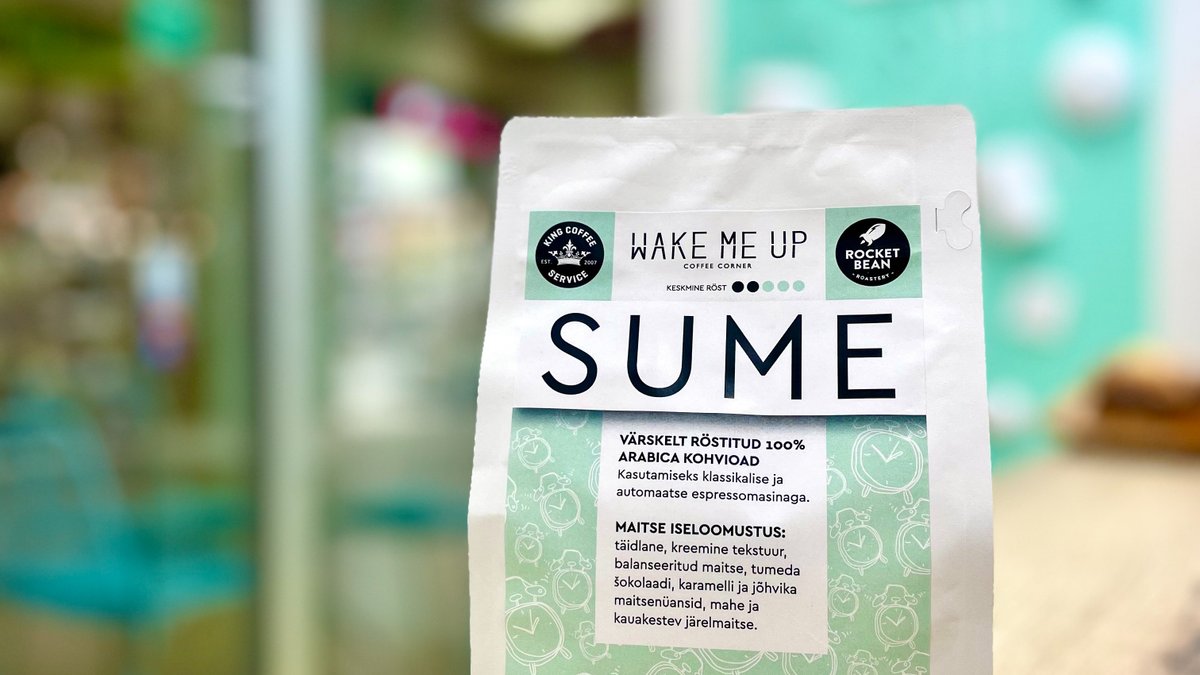 KING COFFEE
EST. 2007
SERVICE
WAKE ME UP
COFFEE CORNER
KESKMINE RÖST
ROCKET
BEAN
ROASTERY
SUME
VÄRSKELT RÖSTITUD 100%
ARABICA KOHVIOAD
Kasutamiseks klassikalise ja
automaatse espressomasinaga.
MAITSE ISELOOMUSTUS:
täidlane, kreemine tekstuur,
balanseeritud maitse, tumeda
šokolaadi, karamelli ja jõhvika
maitsenüansid, mahe ja
kauakestev järelmaitse.